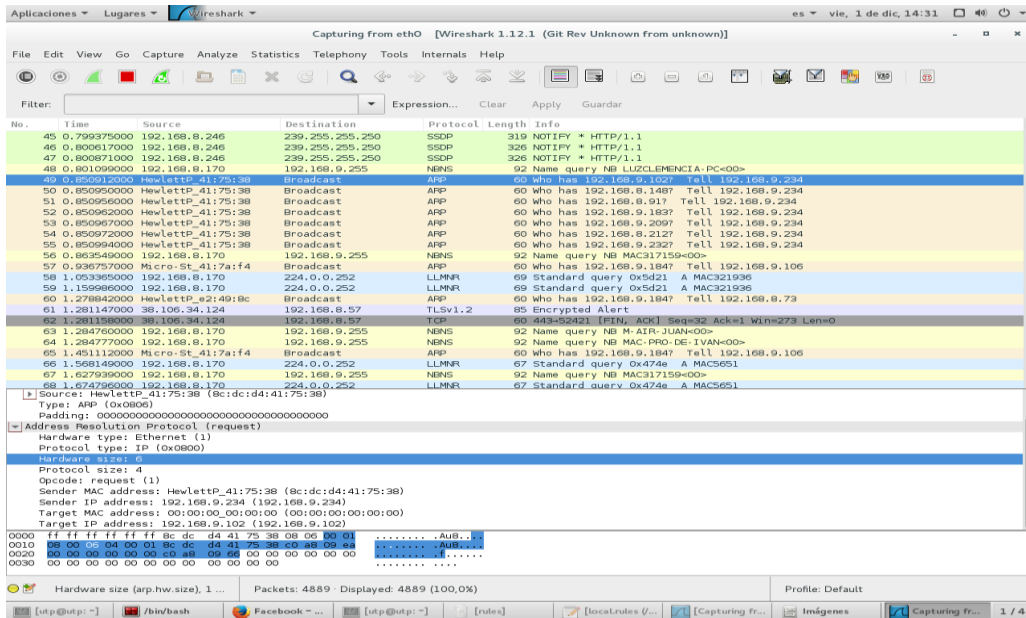 Aplicaciones Lugares Wireshark es vie, 1 de dic, 14:31
Capturing from eth0 [Wireshark 1.12.1 (Git Rev Unknown from unknown)]
File Edit View Go Capture Analyze Statistics Telephony Tools Internals Help
Filter: Expression... Clear Apply Guardar
No. Time Source Destination Protocol Length Info
45 0.799375000 192.168.8.246 239.255.255.250 SSDP 319 NOTIFY * HTTP/1.1
46 0.800617000 192.168.8.246 239.255.255.250 SSDP 326 NOTIFY * HTTP/1.1
47 0.800871000 192.168.8.246 239.255.255.250 SSDP 326 NOTIFY * HTTP/1.1
48 0.801099000 192.168.8.170 192.168.9.255 NBNS 92 Name query NB LUZCLEMENCIA-PC<00>
49 0.850912000 HewlettP_41:75:38 Broadcast ARP 60 Who has 192.168.9.102? Tell 192.168.9.234
50 0.850950000 HewlettP_41:75:38 Broadcast ARP 60 Who has 192.168.8.148? Tell 192.168.9.234
51 0.850956000 HewlettP_41:75:38 Broadcast ARP 60 Who has 192.168.8.91? Tell 192.168.9.234
52 0.850962000 HewlettP_41:75:38 Broadcast ARP 60 Who has 192.168.9.183? Tell 192.168.9.234
53 0.850967000 HewlettP_41:75:38 Broadcast ARP 60 Who has 192.168.9.209? Tell 192.168.9.234
54 0.850972000 HewlettP_41:75:38 Broadcast ARP 60 Who has 192.168.8.212? Tell 192.168.9.234
55 0.850994000 HewlettP_41:75:38 Broadcast ARP 60 Who has 192.168.9.232? Tell 192.168.9.234
56 0.863549000 192.168.8.170 192.168.9.255 NBNS 92 Name query NB MAC317159<00>
57 0.936757000 Micro-St_41:7a:f4 Broadcast ARP 60 Who has 192.168.9.184? Tell 192.168.9.106
58 1.053365000 192.168.8.170 224.0.0.252 LLMNR 69 Standard query 0x5d21 A MAC321936
59 1.159986000 192.168.8.170 224.0.0.252 LLMNR 69 Standard query 0x5d21 A MAC321936
60 1.278842000 HewlettP_e2:49:8c Broadcast ARP 60 Who has 192.168.9.184? Tell 192.168.8.73
61 1.281147000 38.106.34.124 192.168.8.57 TLSv1.2 85 Encrypted Alert
62 1.281158000 38.106.34.124 192.168.8.57 TCP 60 443→52421 [FIN, ACK] Seq=32 Ack=1 Win=273 Len=0
63 1.284760000 192.168.8.170 192.168.9.255 NBNS 92 Name query NB M-AIR-JUAN<00>
64 1.284777000 192.168.8.170 192.168.9.255 NBNS 92 Name query NB MAC-PRO-DE-IVAN<00>
65 1.451112000 Micro-St_41:7a:f4 Broadcast ARP 60 Who has 192.168.9.184? Tell 192.168.9.106
66 1.568149000 192.168.8.170 224.0.0.252 LLMNR 67 Standard query 0x474e A MAC5651
67 1.627939000 192.168.8.170 192.168.9.255 NBNS 92 Name query NB MAC317159<00>
68 1.674796000 192.168.8.170 224.0.0.252 LLMNR 67 Standard query 0x474e A MAC5651
Source: HewlettP_41:75:38 (8c:dc:d4:41:75:38)
Type: ARP (0x0806)
Padding: 000000000000000000000000000000000000
Address Resolution Protocol (request)
Hardware type: Ethernet (1)
Protocol type: IP (0x0800)
Hardware size: 6
Protocol size: 4
Opcode: request (1)
Sender MAC address: HewlettP_41:75:38 (8c:dc:d4:41:75:38)
Sender IP address: 192.168.9.234 (192.168.9.234)
Target MAC address: 00:00:00_00:00:00 (00:00:00:00:00:00)
Target IP address: 192.168.9.102 (192.168.9.102)
0000 ff ff ff ff ff ff 8c dc d4 41 75 38 08 06 00 01 ........ .Au8....
0010 08 00 06 04 00 01 8c dc d4 41 75 38 c0 a8 09 ea ........ .Au8....
0020 00 00 00 00 00 00 c0 a8 09 66 00 00 00 00 00 00 ........ .f......
0030 00 00 00 00 00 00 00 00 00 00 00 00 ........ ....
Hardware size (arp.hw.size), 1 ... Packets: 4889 · Displayed: 4889 (100,0%) Profile: Default
[utp@utp: ~] /bin/bash Facebook - ... [utp@utp: ~] [rules] [local.rules (/... [Capturing fr... Imágenes Capturing fr... 1 / 4